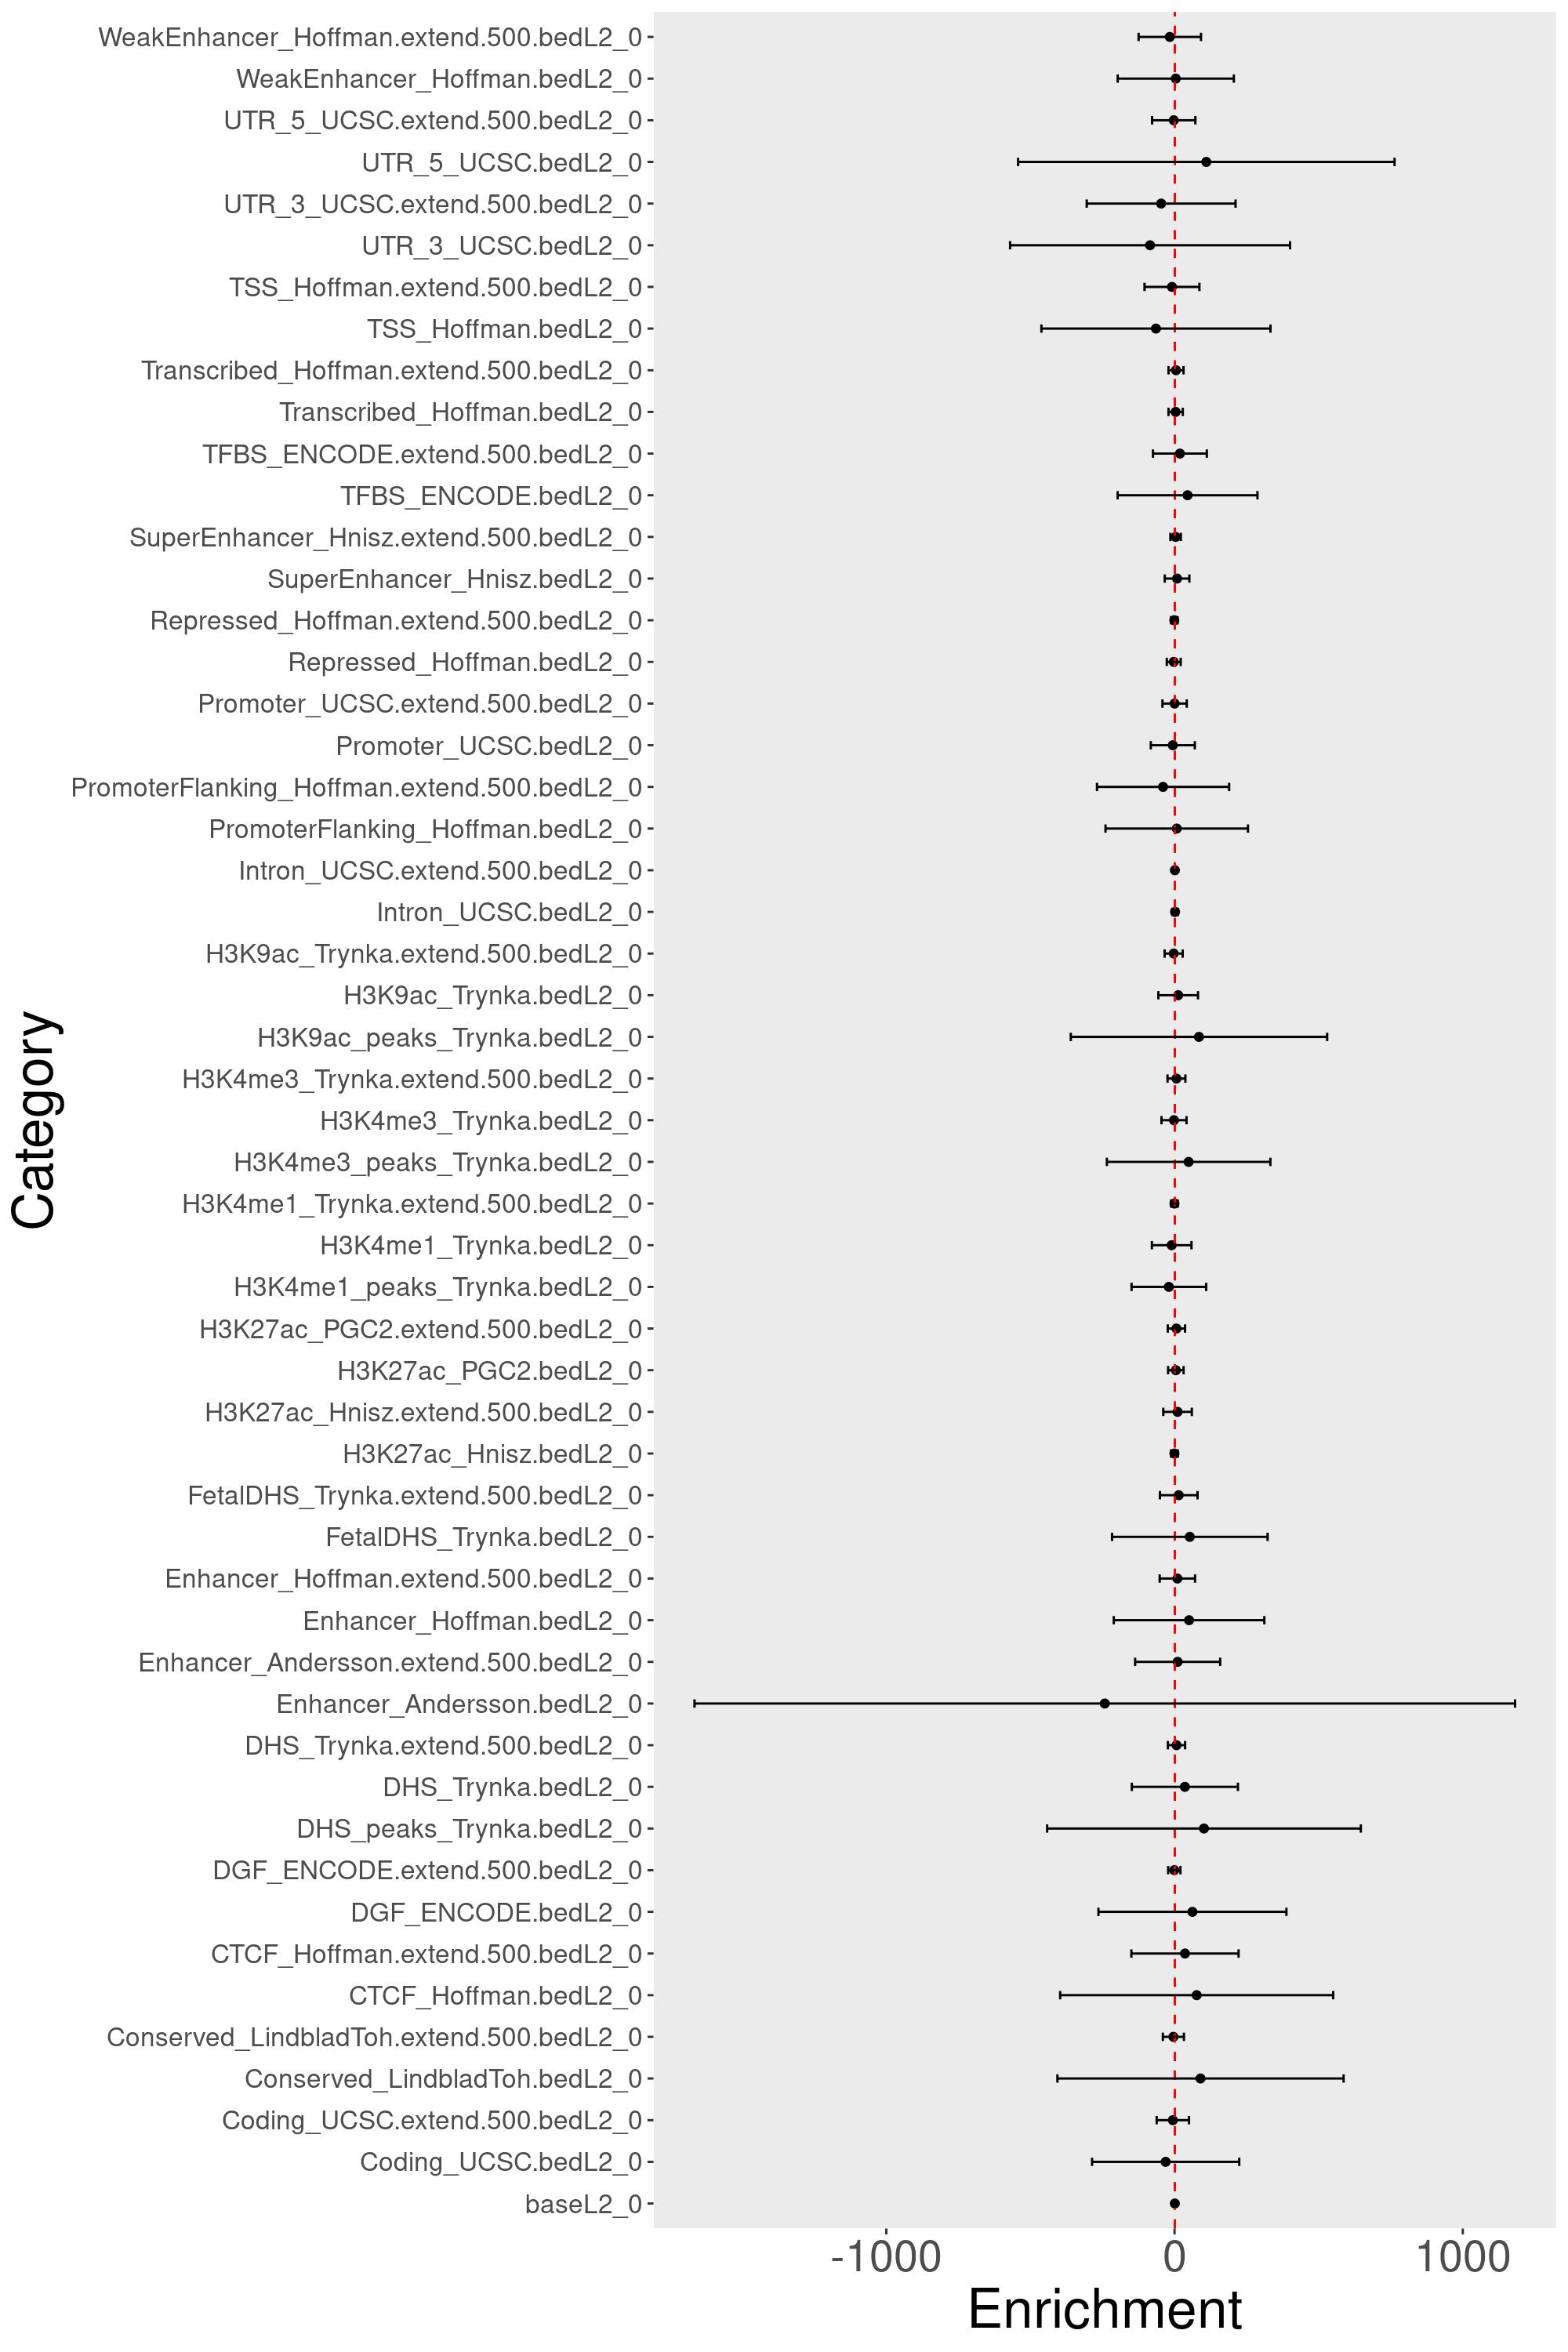 WeakEnhancer_Hoffman.extend.500.bedL2_0
WeakEnhancer_Hoffman.bedL2_0
UTR_5_UCSC.extend.500.bedL2_0
UTR_5_UCSC.bedL2_0
UTR_3_UCSC.extend.500.bedL2_0
UTR_3_UCSC.bedL2_0
TSS_Hoffman.extend.500.bedL2_0
TSS_Hoffman.bedL2_0
Transcribed_Hoffman.extend.500.bedL2_0
Transcribed_Hoffman.bedL2_0
TFBS_ENCODE.extend.500.bedL2_0
TFBS_ENCODE.bedL2_0
SuperEnhancer_Hnisz.extend.500.bedL2_0
SuperEnhancer_Hnisz.bedL2_0
Repressed_Hoffman.extend.500.bedL2_0
Repressed_Hoffman.bedL2_0
Promoter_UCSC.extend.500.bedL2_0
Promoter_UCSC.bedL2_0
PromoterFlanking_Hoffman.extend.500.bedL2_0
PromoterFlanking_Hoffman.bedL2_0
Intron_UCSC.extend.500.bedL2_0
Intron_UCSC.bedL2_0
H3K9ac_Trynka.extend.500.bedL2_0
H3K9ac_Trynka.bedL2_0
H3K9ac_peaks_Trynka.bedL2_0
H3K4me3_Trynka.extend.500.bedL2_0
H3K4me3_Trynka.bedL2_0
H3K4me3_peaks_Trynka.bedL2_0
H3K4me1_Trynka.extend.500.bedL2_0
H3K4me1_Trynka.bedL2_0
H3K4me1_peaks_Trynka.bedL2_0
H3K27ac_PGC2.extend.500.bedL2_0
H3K27ac_PGC2.bedL2_0
H3K27ac_Hnisz.extend.500.bedL2_0
H3K27ac_Hnisz.bedL2_0
FetalDHS_Trynka.extend.500.bedL2_0
FetalDHS_Trynka.bedL2_0
Enhancer_Hoffman.extend.500.bedL2_0
Enhancer_Hoffman.bedL2_0
Enhancer_Andersson.extend.500.bedL2_0
Enhancer_Andersson.bedL2_0
DHS_Trynka.extend.500.bedL2_0
DHS_Trynka.bedL2_0
DHS_peaks_Trynka.bedL2_0
DGF_ENCODE.extend.500.bedL2_0
DGF_ENCODE.bedL2_0
CTCF_Hoffman.extend.500.bedL2_0
CTCF_Hoffman.bedL2_0
Conserved_LindbladToh.extend.500.bedL2_0
Conserved_LindbladToh.bedL2_0
Coding_UCSC.extend.500.bedL2_0
Coding_UCSC.bedL2_0
baseL2_0
Category
-1000 0 1000
Enrichment